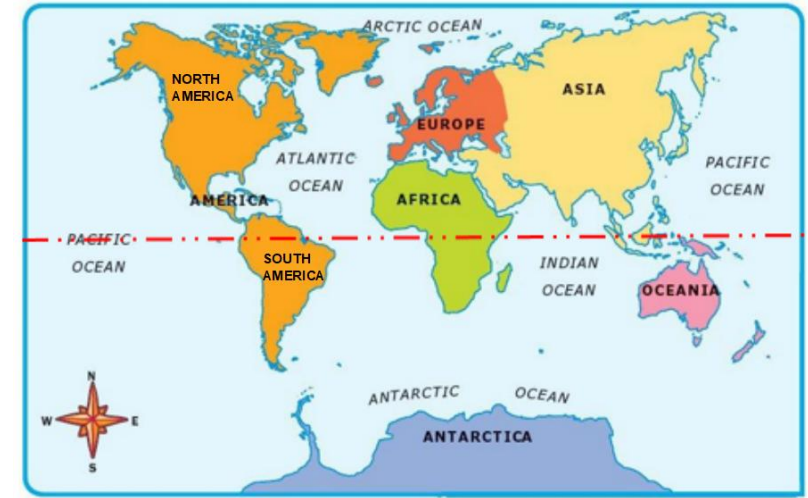 ARCTIC OCEAN
NORTH
AMERICA
ASIA
EUROPE
ATLANTIC
OCEAN
PACIFIC
OCEAN
AMERICA
AFRICA
PACIFIC
OCEAN
SOUTH
AMERICA
INDIAN
OCEAN
OCEANIA
N
W
E
S
ANTARCTIC OCEAN
ANTARCTICA